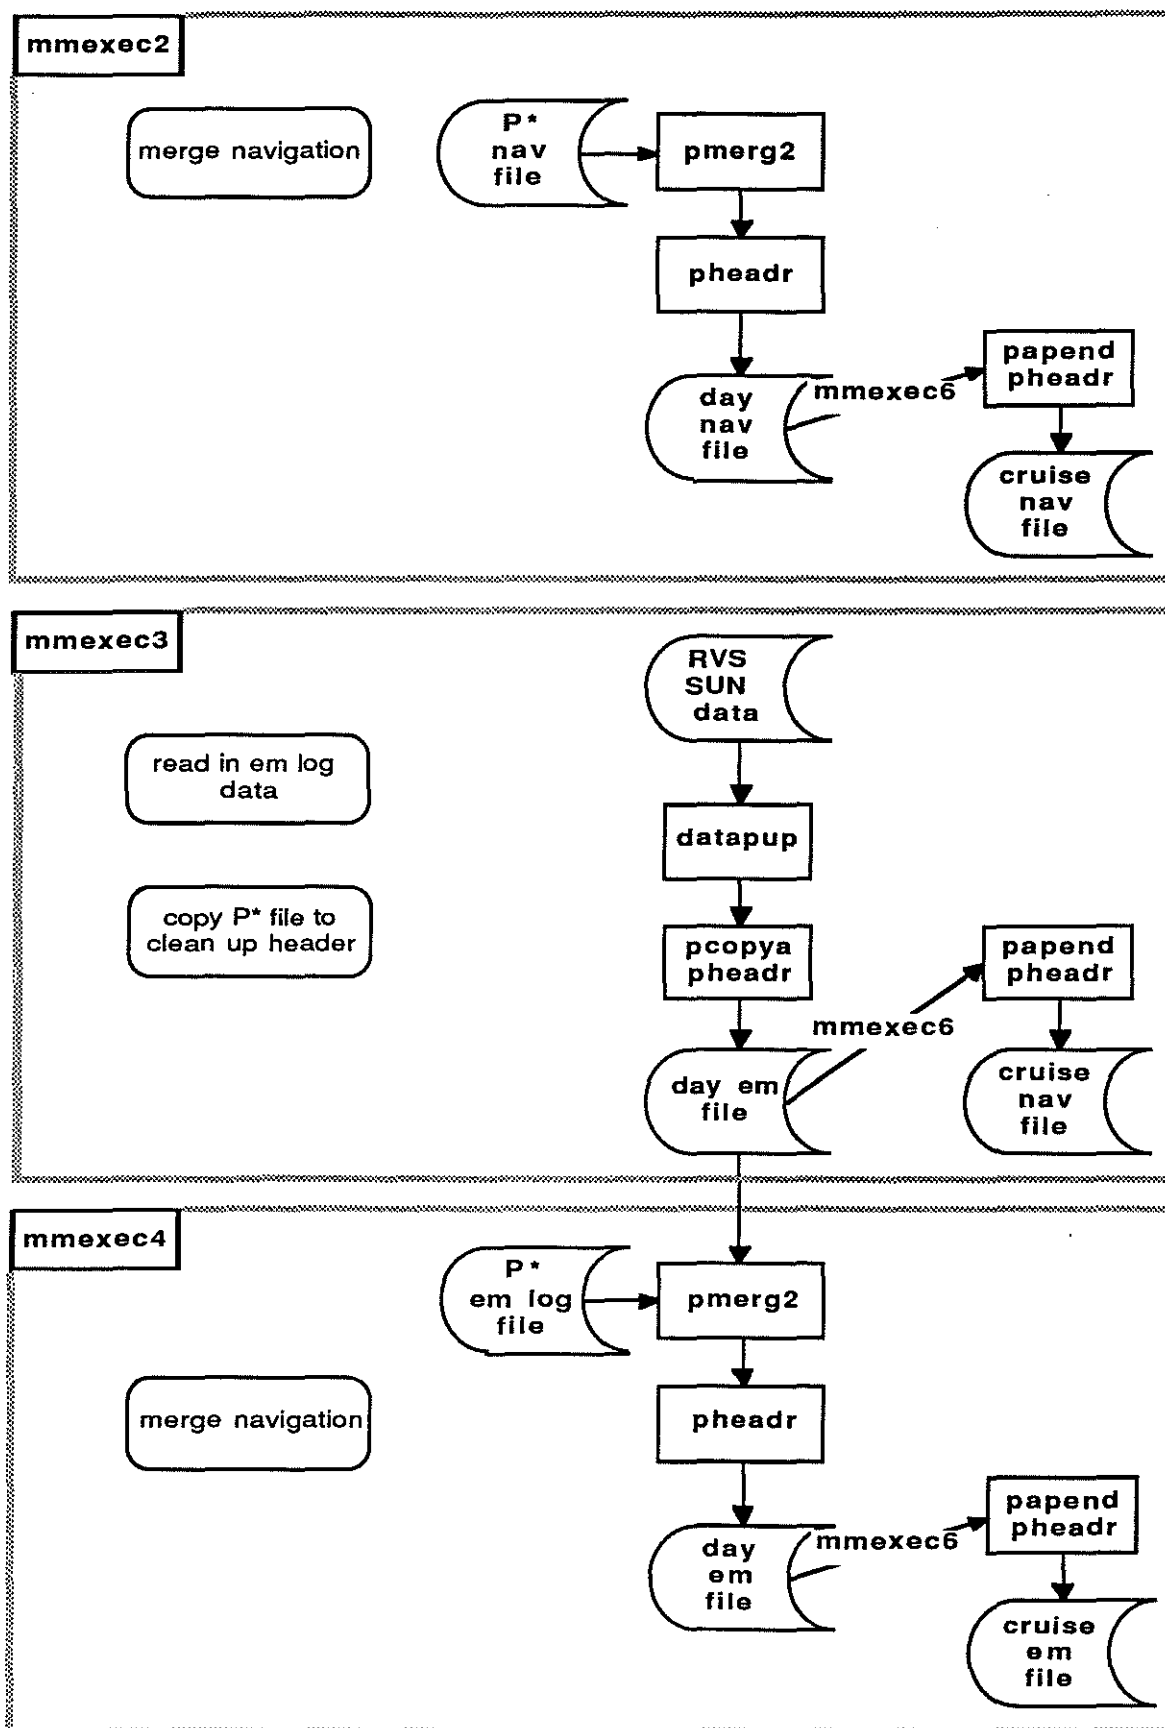 mmexec2
merge navigation
P*
nav
file
pmerg2
pheadr
day
nav
file
mmexec6
papend
pheadr
cruise
nav
file
mmexec3
read in em log
data
copy P* file to
clean up header
RVS
SUN
data
datapup
pcopya
pheadr
day em
file
mmexec6
papend
pheadr
cruise
nav
file
mmexec4
merge navigation
P*
em log
file
pmerg2
pheadr
day
em
file
mmexec6
papend
pheadr
cruise
em
file